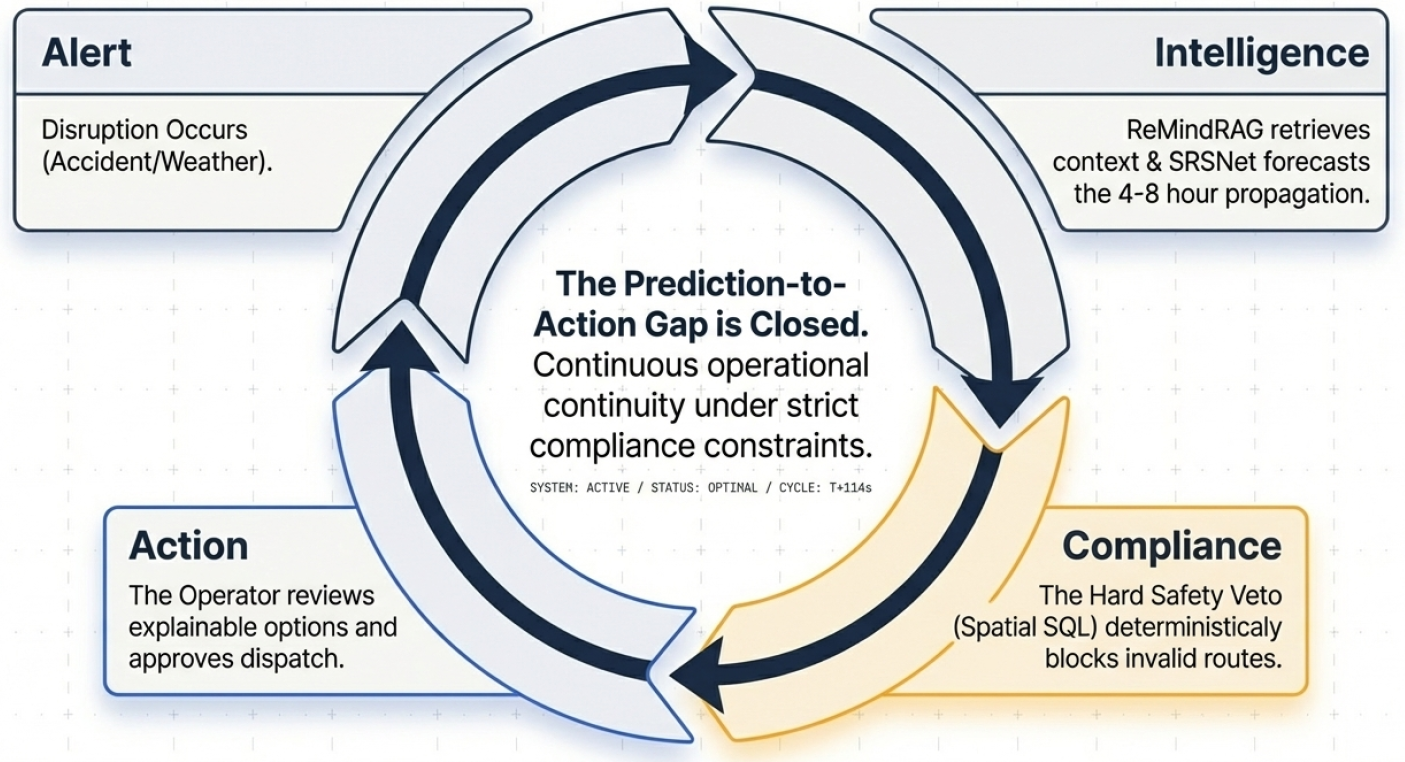 Alert
Disruption Occurs
(Accident/Weather).
Intelligence
ReMindRAG retrieves
context & SRSNet forecasts
the 4-8 hour propagation.
The Prediction-to-
Action Gap is Closed.
Continuous operational
continuity under strict
compliance constraints.
SYSTEM: ACTIVE / STATUS: OPTINAL / CYCLE: T+114s
Action
The Operator reviews
explainable options and
approves dispatch.
Compliance
The Hard Safety Veto
(Spatial SQL) deterministicaly
blocks invalid routes.